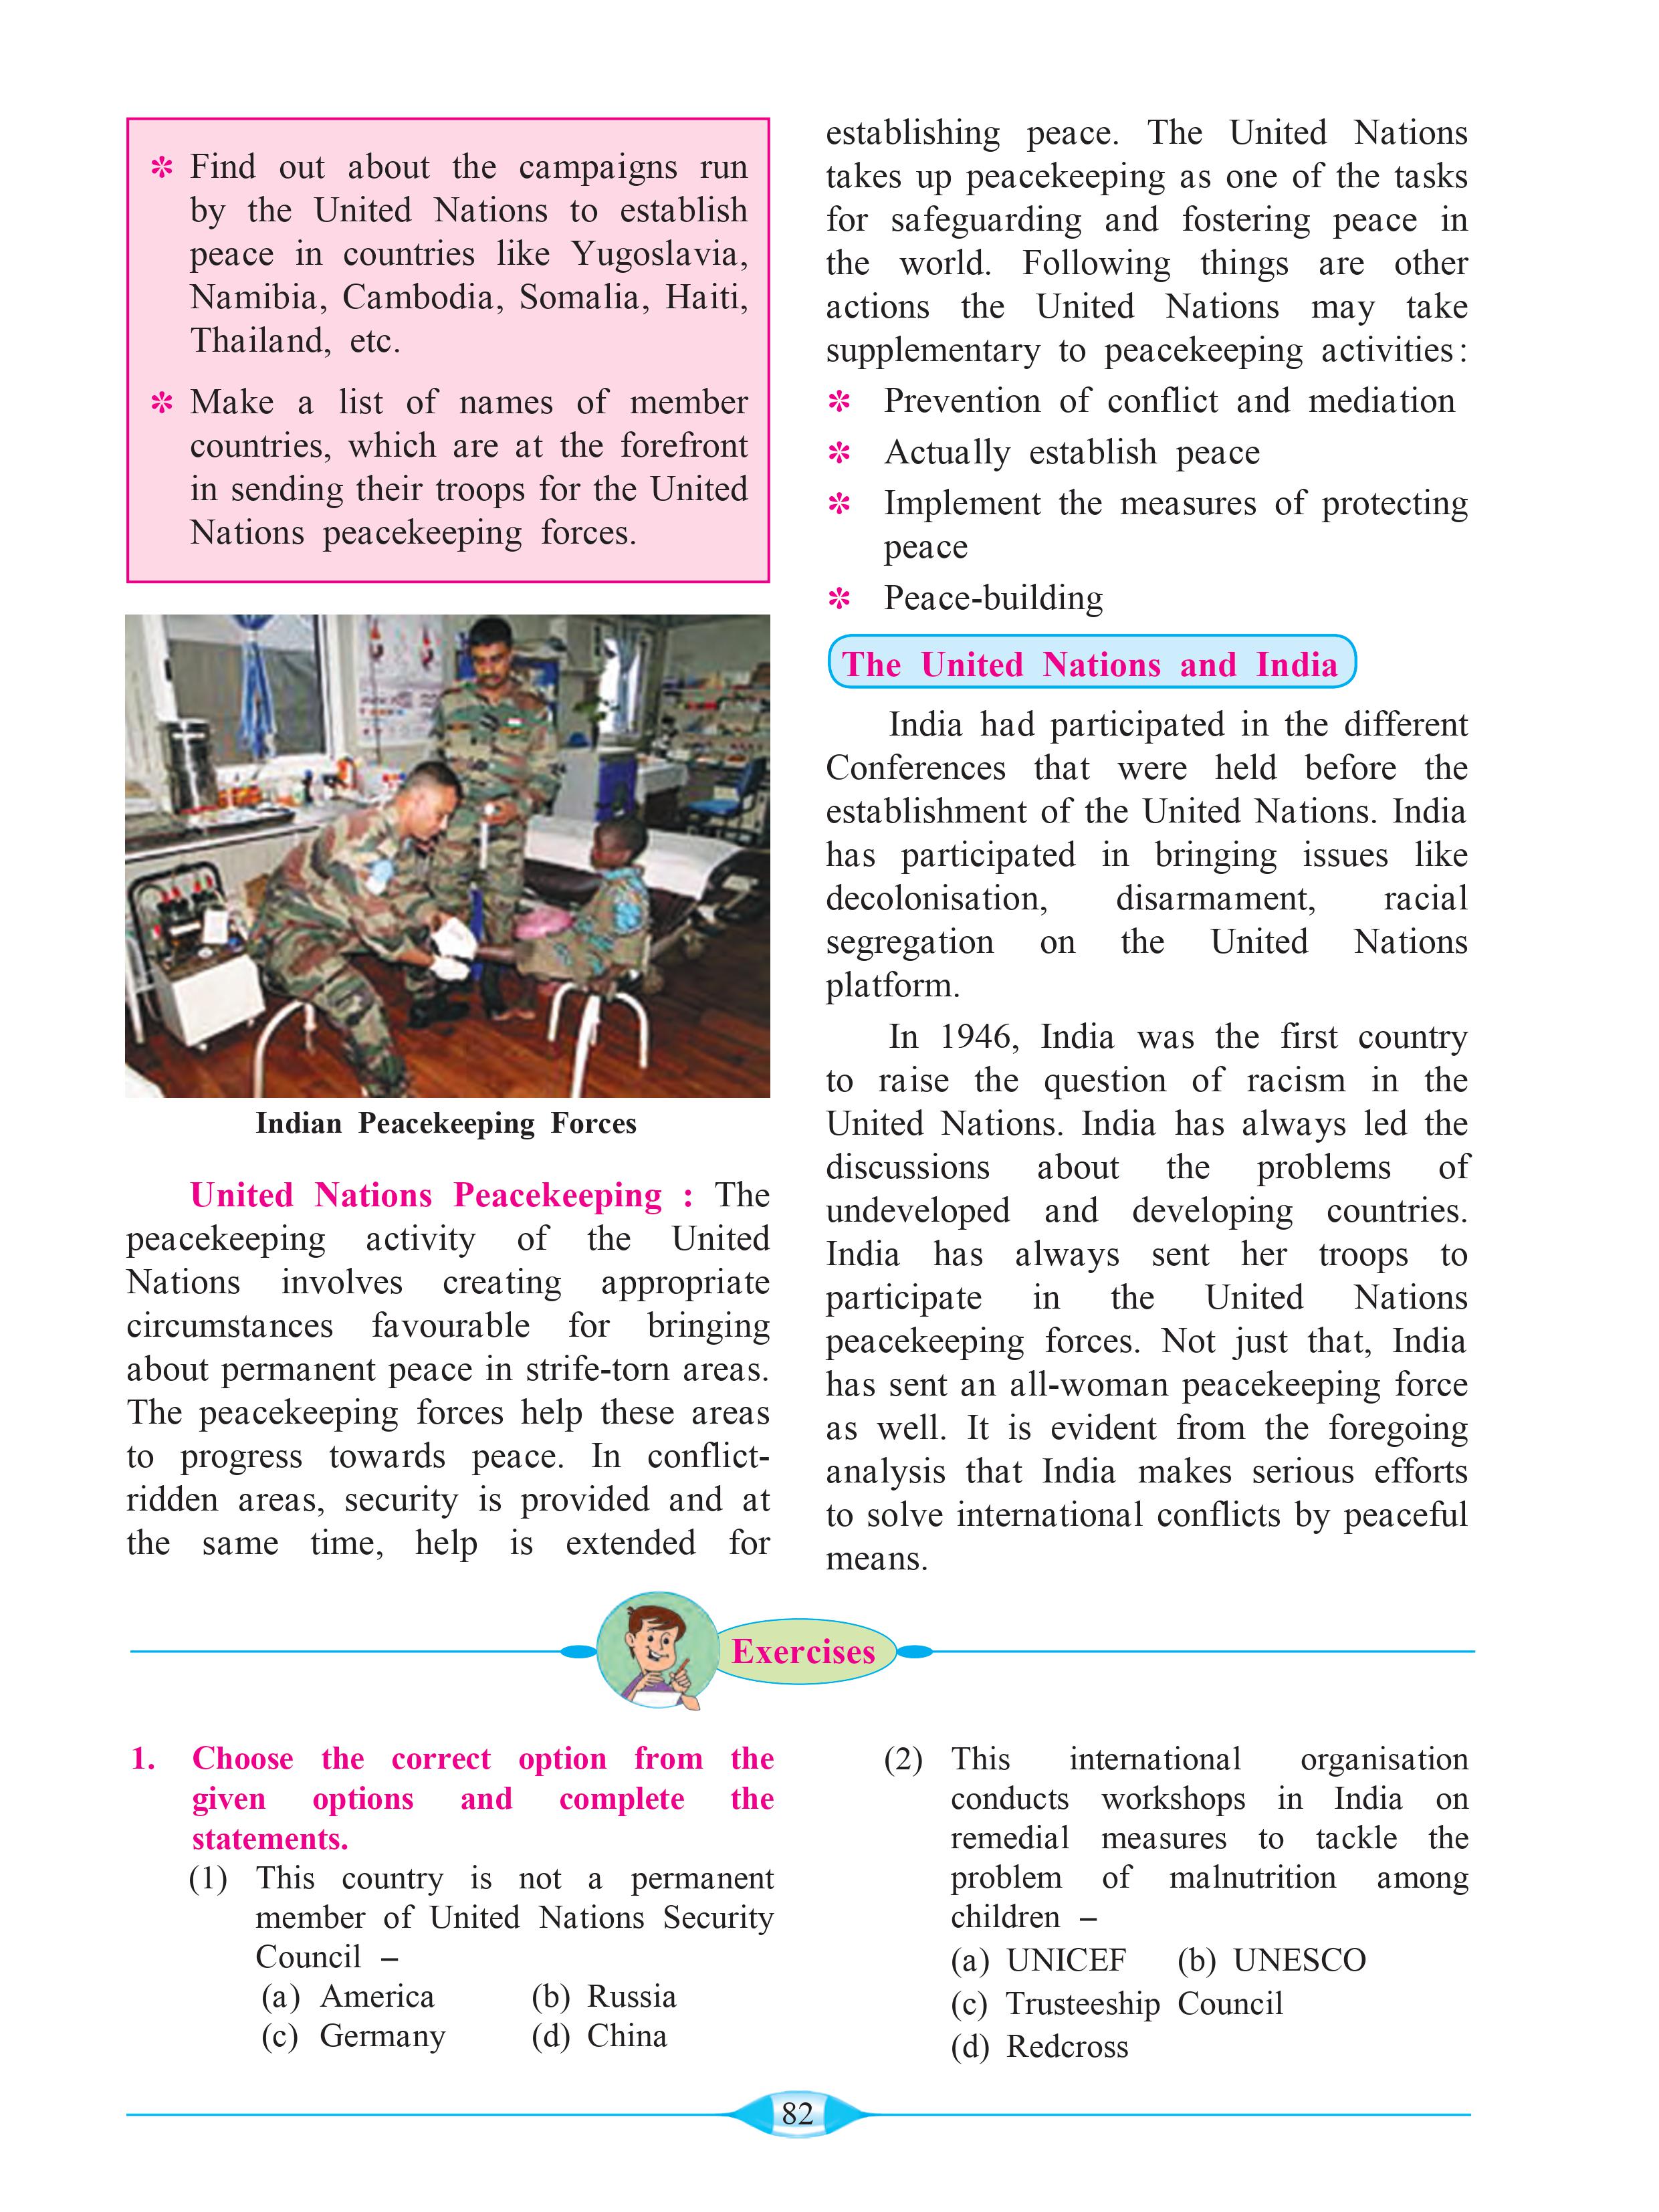 ✽ Find out about the campaigns run
by the United Nations to establish
peace in countries like Yugoslavia,
Namibia, Cambodia, Somalia, Haiti,
Thailand, etc.
✽ Make a list of names of member
countries, which are at the forefront
in sending their troops for the United
Nations peacekeeping forces.
Indian Peacekeeping Forces
United Nations Peacekeeping : The
peacekeeping activity of the United
Nations involves creating appropriate
circumstances favourable for bringing
about permanent peace in strife-torn areas.
The peacekeeping forces help these areas
to progress towards peace. In conflict-
ridden areas, security is provided and at
the same time, help is extended for
establishing peace. The United Nations
takes up peacekeeping as one of the tasks
for safeguarding and fostering peace in
the world. Following things are other
actions the United Nations may take
supplementary to peacekeeping activities :
✽ Prevention of conflict and mediation
✽ Actually establish peace
✽ Implement the measures of protecting
peace
✽ Peace-building
The United Nations and India
India had participated in the different
Conferences that were held before the
establishment of the United Nations. India
has participated in bringing issues like
decolonisation, disarmament, racial
segregation on the United Nations
platform.
In 1946, India was the first country
to raise the question of racism in the
United Nations. India has always led the
discussions about the problems of
undeveloped and developing countries.
India has always sent her troops to
participate in the United Nations
peacekeeping forces. Not just that, India
has sent an all-woman peacekeeping force
as well. It is evident from the foregoing
analysis that India makes serious efforts
to solve international conflicts by peaceful
means.
Exercises
1. Choose the correct option from the
given options and complete the
statements.
(1) This country is not a permanent
member of United Nations Security
Council –
(a) America (b) Russia
(c) Germany (d) China
(2) This international organisation
conducts workshops in India on
remedial measures to tackle the
problem of malnutrition among
children –
(a) UNICEF (b) UNESCO
(c) Trusteeship Council
(d) Redcross
82